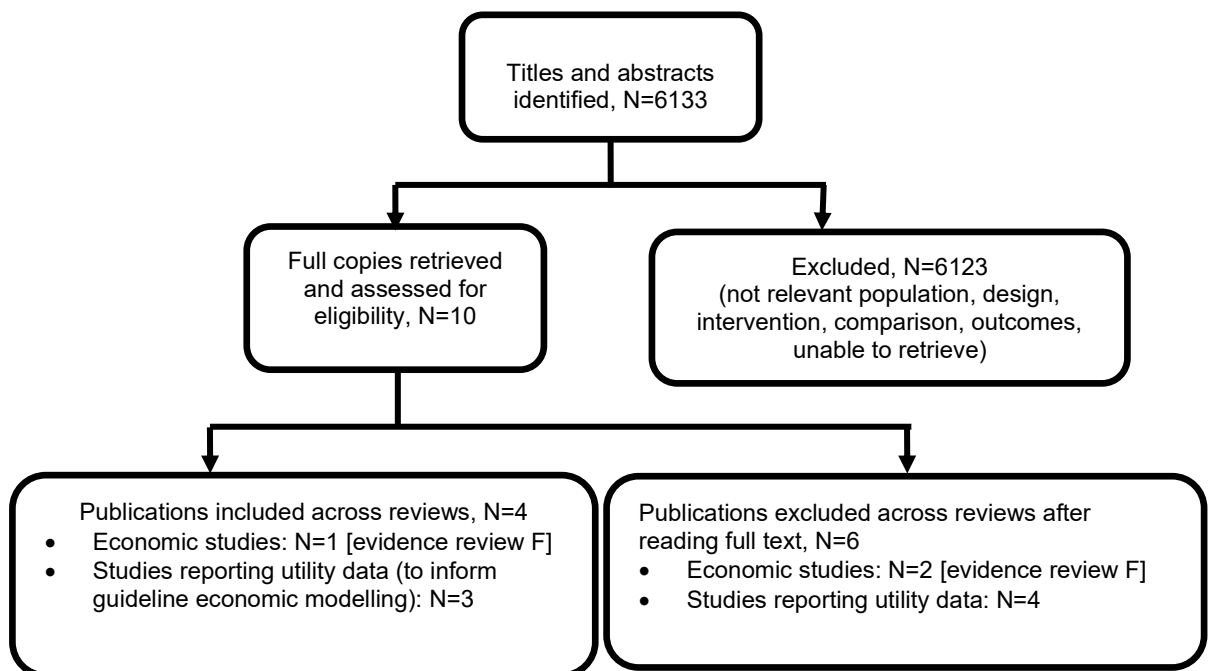 Titles and abstracts
identified, N=6133
Full copies retrieved
and assessed for
eligibility, N=10
Excluded, N=6123
(not relevant population, design,
intervention, comparison, outcomes,
unable to retrieve)
Publications included across reviews, N=4
• Economic studies: N=1 [evidence review F]
• Studies reporting utility data (to inform
guideline economic modelling): N=3
Publications excluded across reviews after
reading full text, N=6
• Economic studies: N=2 [evidence review F]
• Studies reporting utility data: N=4